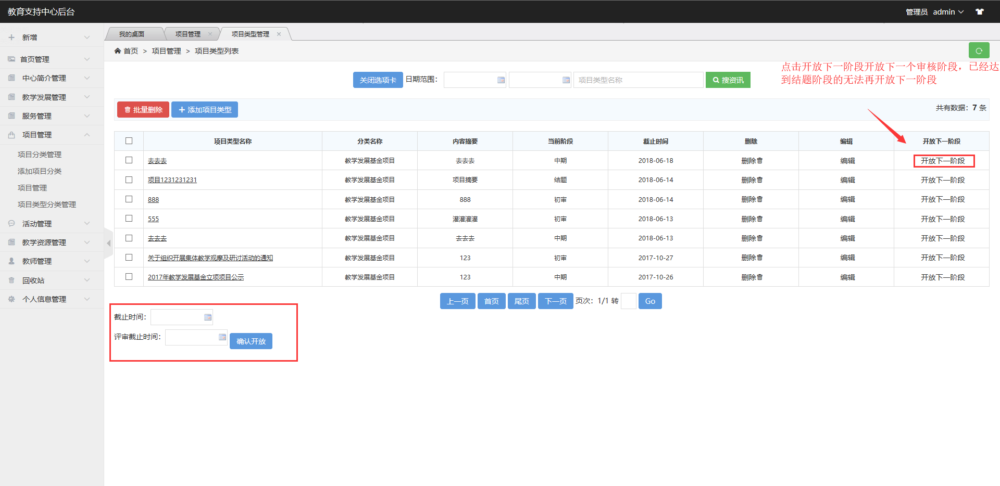 教育支持中心后台
管理员 admin
新增
首页管理
中心简介管理
教学发展管理
服务管理
项目管理
项目分类管理
添加项目分类
项目管理
项目类型分类管理
活动管理
教学资源管理
教师管理
回收站
个人信息管理
我的桌面 项目管理 × 项目类型管理 ×
首页 > 项目管理 > 项目类型列表
点击开放下一阶段开放下一个审核阶段，已经达
到结题阶段的无法再开放下一阶段
关闭选项卡 日期范围： 项目类型名称 搜资讯
批量删除 添加项目类型 共有数据：7 条
项目类型名称 分类名称 内容摘要 当前阶段 截止时间 删除 编辑 开放下一阶段
去去去 教学发展基金项目 去去去 中期 2018-06-18 删除 编辑 开放下一阶段
项目1231231231 教学发展基金项目 项目摘要 结题 2018-06-14 删除 编辑 开放下一阶段
888 教学发展基金项目 888 初审 2018-06-14 删除 编辑 开放下一阶段
555 教学发展基金项目 灌灌灌灌 初审 2018-06-13 删除 编辑 开放下一阶段
去去去 教学发展基金项目 去去去 中期 2018-06-13 删除 编辑 开放下一阶段
关于组织开展集体教学观摩及研讨活动的通知 教学发展基金项目 123 初审 2017-10-27 删除 编辑 开放下一阶段
2017年教学发展基金立项项目公示 教学发展基金项目 123 中期 2017-10-26 删除 编辑 开放下一阶段
上一页 首页 尾页 下一页 页次：1/1 转 Go
截止时间：
评审截止时间： 确认开放